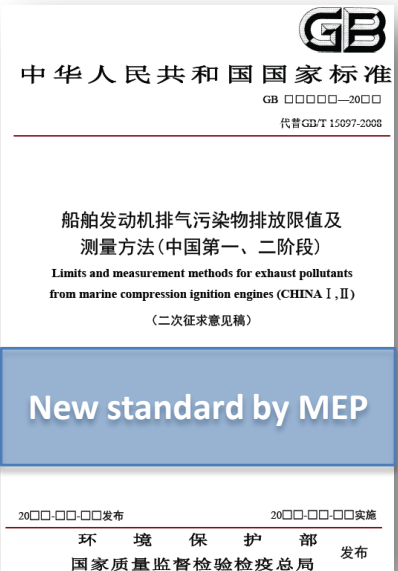 GB
中华人民共和国国家标准
GB □□□□□—20□□
代替GB/T 15097-2008
船舶发动机排气污染物排放限值及
测量方法(中国第一、二阶段)
Limits and measurement methods for exhaust pollutants
from marine compression ignition engines (CHINA Ⅰ,Ⅱ)
(二次征求意见稿)
New standard by MEP
20□□-□□-□□发布 20□□-□□-□□实施
环境保护部
国家质量监督检验检疫总局 发布